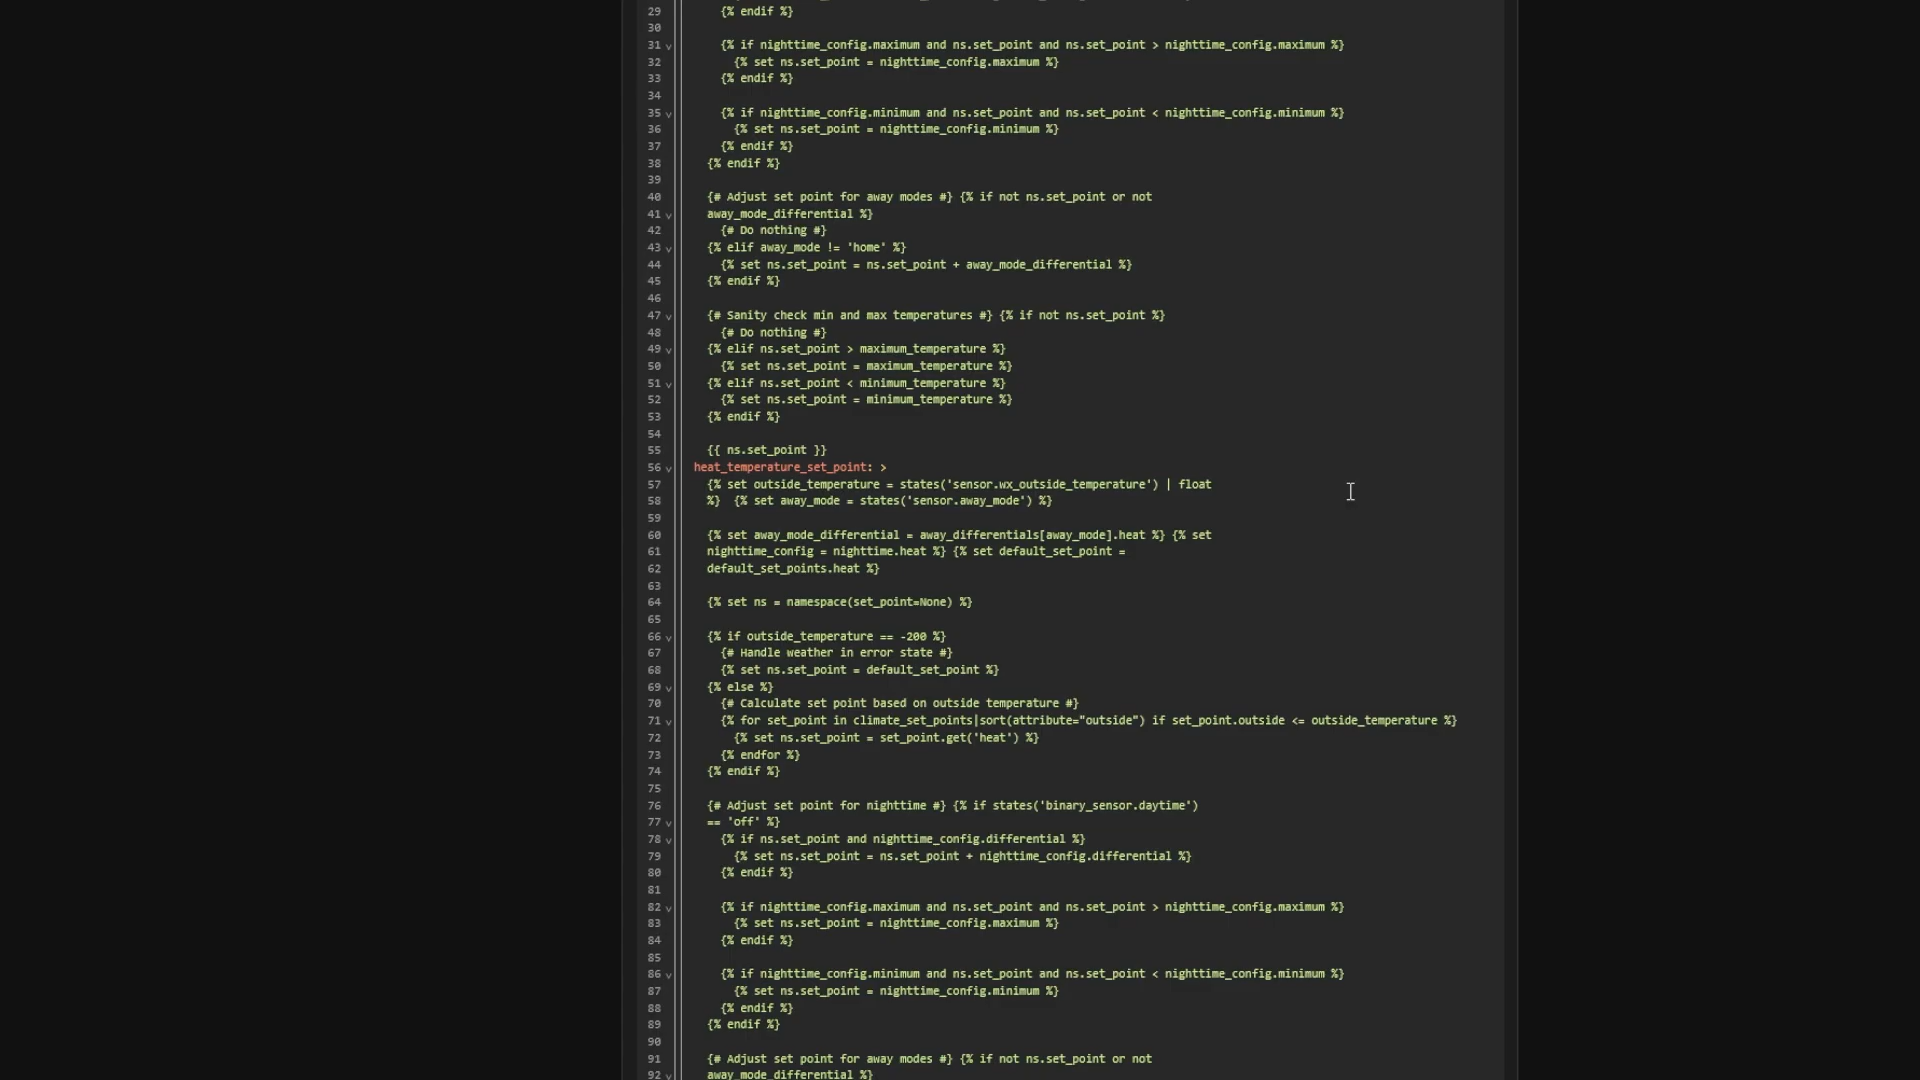 29 {% endif %}
30
31 {% if nighttime_config.maximum and ns.set_point and ns.set_point > nighttime_config.maximum %}
32 {% set ns.set_point = nighttime_config.maximum %}
33 {% endif %}
34
35 {% if nighttime_config.minimum and ns.set_point and ns.set_point < nighttime_config.minimum %}
36 {% set ns.set_point = nighttime_config.minimum %}
37 {% endif %}
38 {% endif %}
39
40 {# Adjust set point for away modes #} {% if not ns.set_point or not
41 away_mode_differential %}
42 {# Do nothing #}
43 {% elif away_mode != 'home' %}
44 {% set ns.set_point = ns.set_point + away_mode_differential %}
45 {% endif %}
46
47 {# Sanity check min and max temperatures #} {% if not ns.set_point %}
48 {# Do nothing #}
49 {% elif ns.set_point > maximum_temperature %}
50 {% set ns.set_point = maximum_temperature %}
51 {% elif ns.set_point < minimum_temperature %}
52 {% set ns.set_point = minimum_temperature %}
53 {% endif %}
54
55 {{ ns.set_point }}
56 heat_temperature_set_point: >
57 {% set outside_temperature = states('sensor.wx_outside_temperature') | float
58 %} {% set away_mode = states('sensor.away_mode') %}
59
60 {% set away_mode_differential = away_differentials[away_mode].heat %} {% set
61 nighttime_config = nighttime.heat %} {% set default_set_point =
62 default_set_points.heat %}
63
64 {% set ns = namespace(set_point=None) %}
65
66 {% if outside_temperature == -200 %}
67 {# Handle weather in error state #}
68 {% set ns.set_point = default_set_point %}
69 {% else %}
70 {# Calculate set point based on outside temperature #}
71 {% for set_point in climate_set_points|sort(attribute="outside") if set_point.outside <= outside_temperature %}
72 {% set ns.set_point = set_point.get('heat') %}
73 {% endfor %}
74 {% endif %}
75
76 {# Adjust set point for nighttime #} {% if states('binary_sensor.daytime')
77 == 'off' %}
78 {% if ns.set_point and nighttime_config.differential %}
79 {% set ns.set_point = ns.set_point + nighttime_config.differential %}
80 {% endif %}
81
82 {% if nighttime_config.maximum and ns.set_point and ns.set_point > nighttime_config.maximum %}
83 {% set ns.set_point = nighttime_config.maximum %}
84 {% endif %}
85
86 {% if nighttime_config.minimum and ns.set_point and ns.set_point < nighttime_config.minimum %}
87 {% set ns.set_point = nighttime_config.minimum %}
88 {% endif %}
89 {% endif %}
90
91 {# Adjust set point for away modes #} {% if not ns.set_point or not
92 away_mode_differential %}